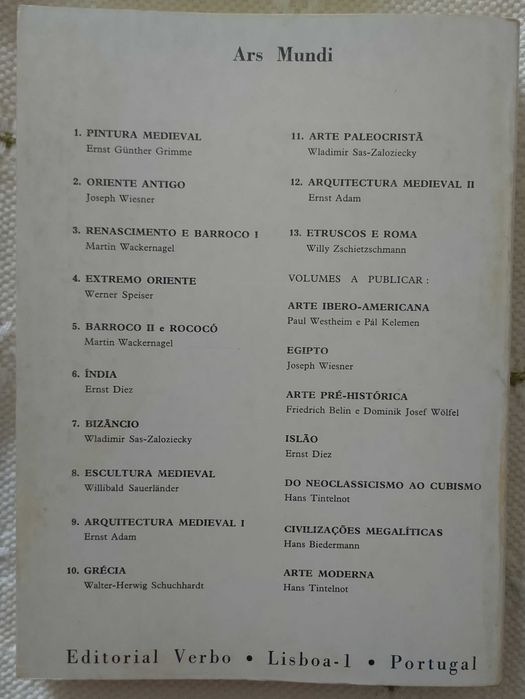 Ars Mundi
1. PINTURA MEDIEVAL
Ernst Günther Grimme
2. ORIENTE ANTIGO
Joseph Wiesner
3. RENASCIMENTO E BARROCO I
Martin Wackernagel
4. EXTREMO ORIENTE
Werner Speiser
5. BARROCO II e ROCOCÓ
Martin Wackernagel
6. ÍNDIA
Ernst Diez
7. BIZÂNCIO
Wladimir Sas-Zaloziecky
8. ESCULTURA MEDIEVAL
Willibald Sauerländer
9. ARQUITECTURA MEDIEVAL I
Ernst Adam
10. GRÉCIA
Walter-Herwig Schuchhardt
11. ARTE PALEOCRISTÃ
Wladimir Sas-Zaloziecky
12. ARQUITECTURA MEDIEVAL II
Ernst Adam
13. ETRUSCOS E ROMA
Willy Zschietzschmann
VOLUMES A PUBLICAR:
ARTE IBERO-AMERICANA
Paul Westheim e Pál Kelemen
EGIPTO
Joseph Wiesner
ARTE PRÉ-HISTÓRICA
Friedrich Belin e Dominik Josef Wölfel
ISLÃO
Ernst Diez
DO NEOCLASSICISMO AO CUBISMO
Hans Tintelnot
CIVILIZAÇÕES MEGALÍTICAS
Hans Biedermann
ARTE MODERNA
Hans Tintelnot
Editorial Verbo • Lisboa-1 • Portugal